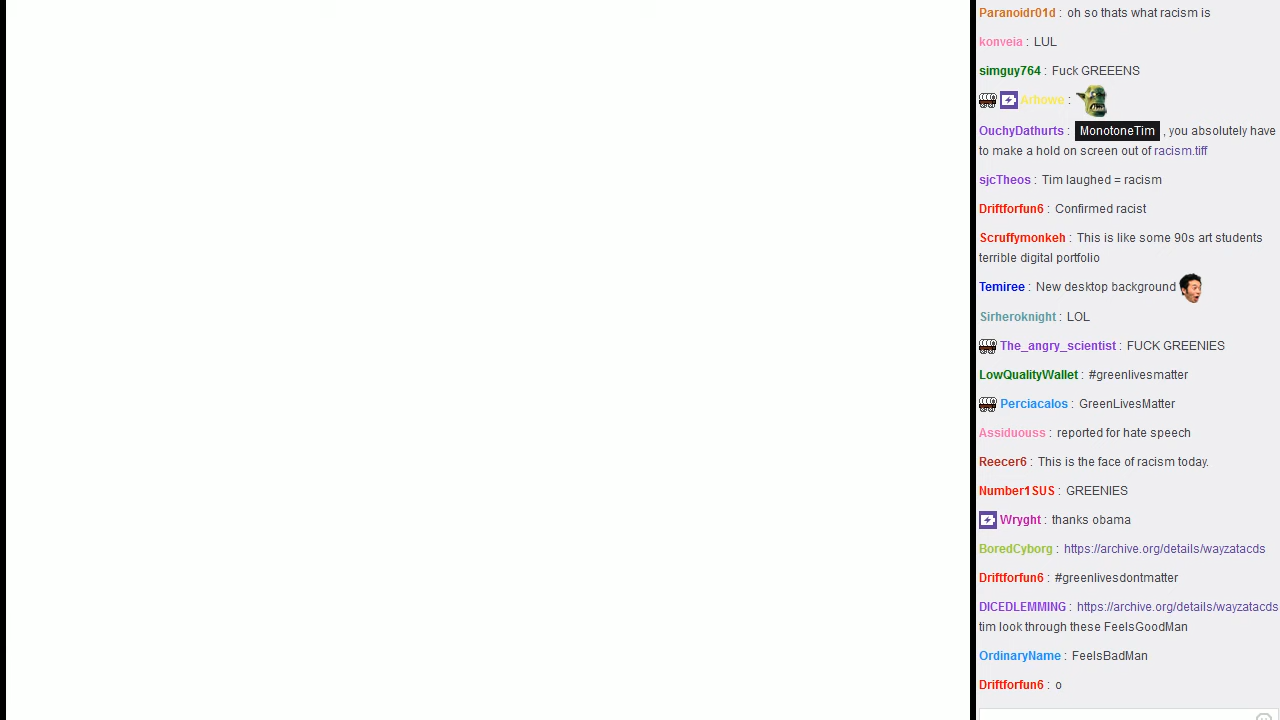 Paranoidr01d : oh so thats what racism is
konveia : LUL
simguy764 : Fuck GREEENS
Arhowe :
OuchyDathurts : MonotoneTim , you absolutely have
to make a hold on screen out of racism.tiff
sjcTheos : Tim laughed = racism
Driftforfun6 : Confirmed racist
Scruffymonkeh : This is like some 90s art students
terrible digital portfolio
Temiree : New desktop background
Sirheroknight : LOL
The_angry_scientist : FUCK GREENIES
LowQualityWallet : #greenlivesmatter
Perciacalos : GreenLivesMatter
Assiduouss : reported for hate speech
Reecer6 : This is the face of racism today.
Number1SUS : GREENIES
Wryght : thanks obama
BoredCyborg : https://archive.org/details/wayzatacds
Driftforfun6 : #greenlivesdontmatter
DICEDLEMMING : https://archive.org/details/wayzatacds
tim look through these FeelsGoodMan
OrdinaryName : FeelsBadMan
Driftforfun6 : o